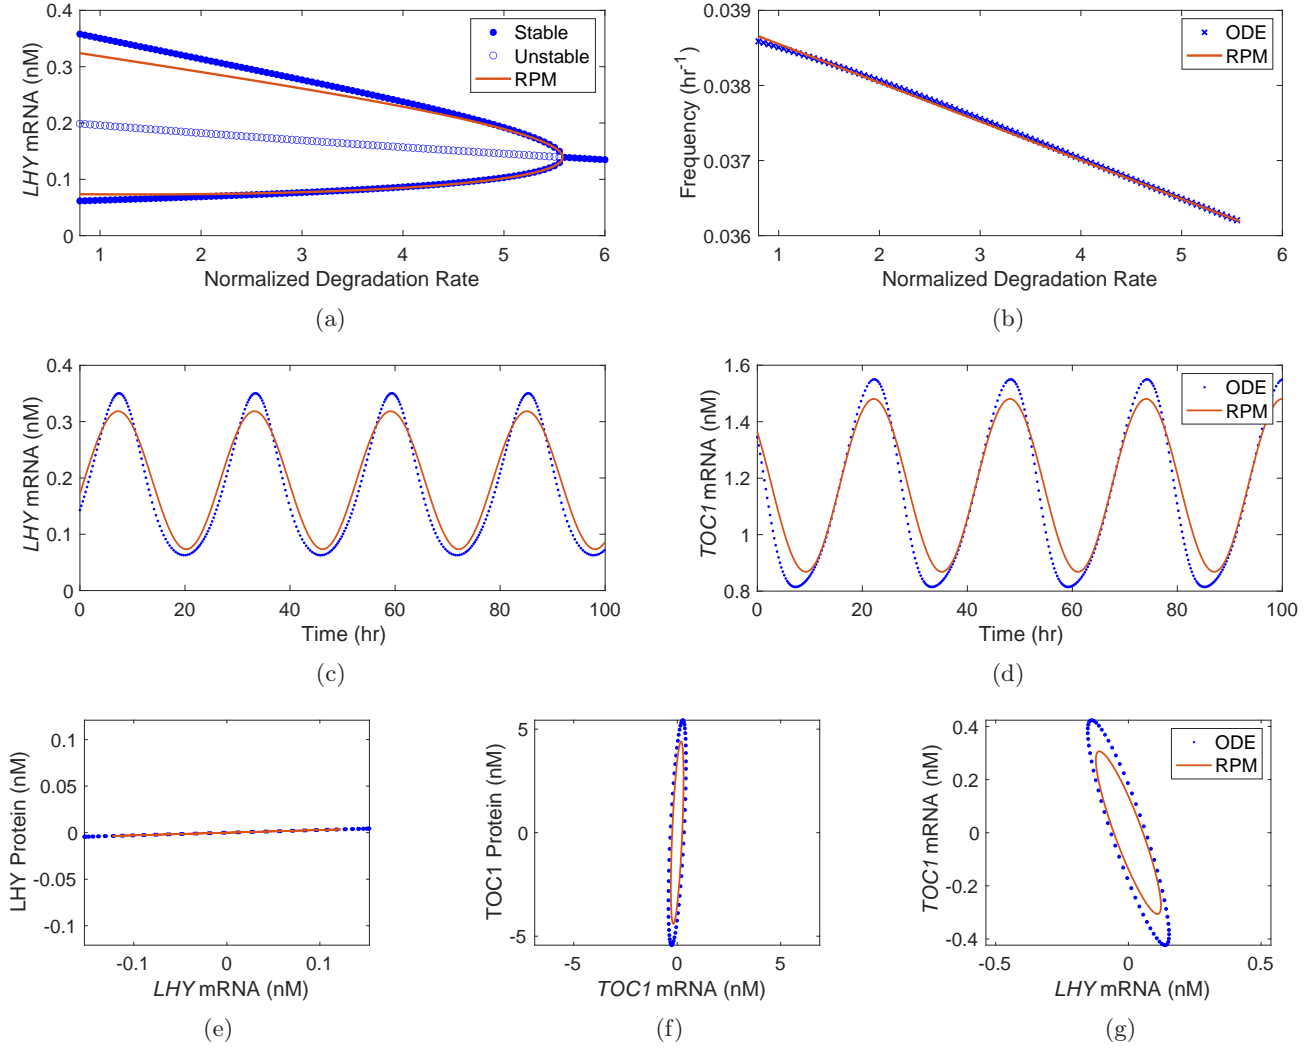 0.4
0.3
0.2
0.1
0
LHY mRNA (nM)
Stable
Unstable
RPM
1 2 3 4 5 6
Normalized Degradation Rate
(a)
0.039
0.038
0.037
0.036
Frequency (hr-1)
ODE
RPM
1 2 3 4 5 6
Normalized Degradation Rate
(b)
0.4
0.3
0.2
0.1
0
LHY mRNA (nM)
0 20 40 60 80 100
Time (hr)
(c)
1.6
1.4
1.2
1
0.8
TOC1 mRNA (nM)
ODE
RPM
0 20 40 60 80 100
Time (hr)
(d)
0.1
0.05
0
-0.05
-0.1
LHY Protein (nM)
-0.1 0 0.1
LHY mRNA (nM)
(e)
5
0
-5
TOC1 Protein (nM)
-5 0 5
TOC1 mRNA (nM)
(f)
0.4
0.2
0
-0.2
-0.4
TOC1 mRNA (nM)
ODE
RPM
-0.5 0 0.5
LHY mRNA (nM)
(g)